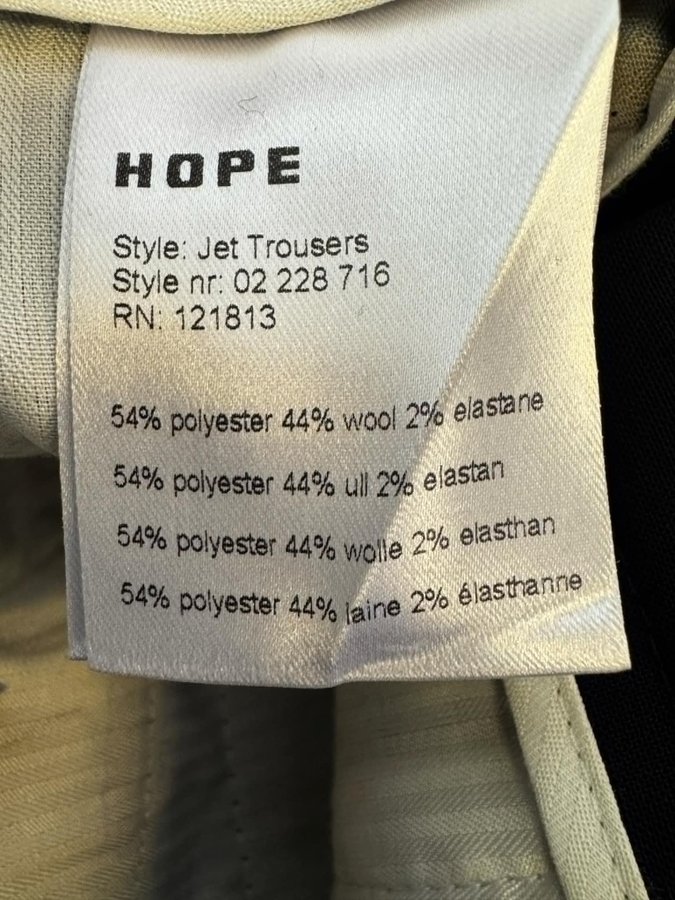 HOPE
Style: Jet Trousers
Style nr: 02 228 716
RN: 121813
54% polyester 44% wool 2% elastane
54% polyester 44% ull 2% elastan
54% polyester 44% wolle 2% elasthan
54% polyester 44% laine 2% élasthanne